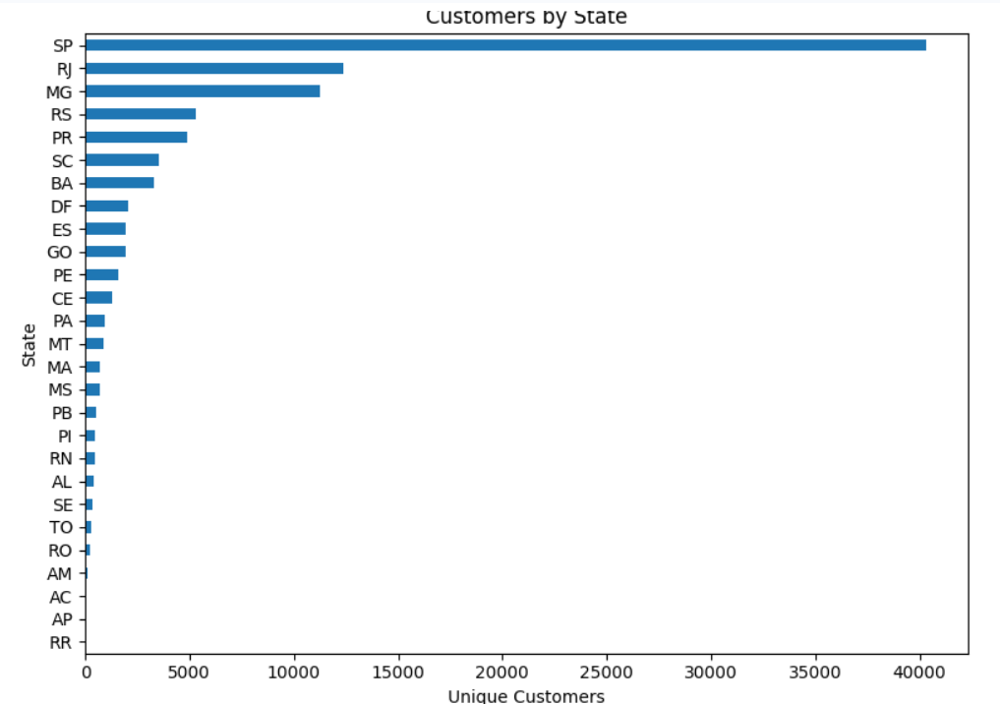 Customers by State
SP
RJ
MG
RS
PR
SC
BA
DF
ES
GO
PE
CE
PA
MT
MA
MS
PB
PI
RN
AL
SE
TO
RO
AM
AC
AP
RR
State
0 5000 10000 15000 20000 25000 30000 35000 40000
Unique Customers